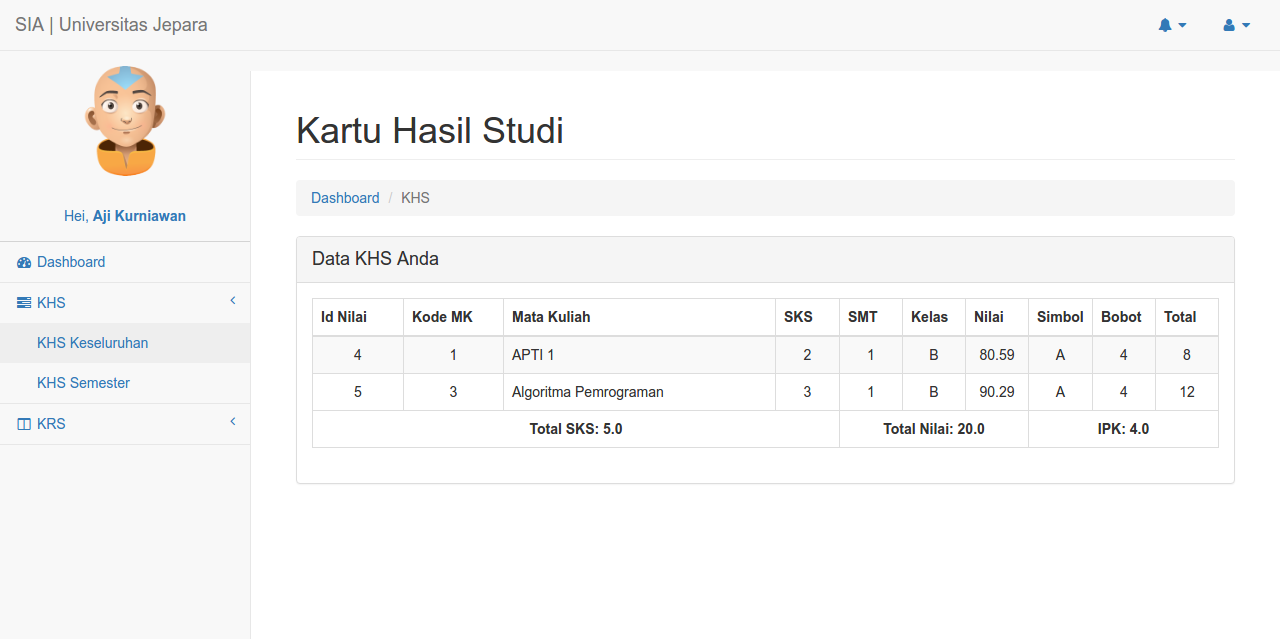 SIA | Universitas Jepara
Hei, Aji Kurniawan
Dashboard
KHS
KHS Keseluruhan
KHS Semester
KRS
Kartu Hasil Studi
Dashboard / KHS
Data KHS Anda
Id Nilai Kode MK Mata Kuliah SKS SMT Kelas Nilai Simbol Bobot Total
4 1 APTI 1 2 1 B 80.59 A 4 8
5 3 Algoritma Pemrograman 3 1 B 90.29 A 4 12
Total SKS: 5.0 Total Nilai: 20.0 IPK: 4.0